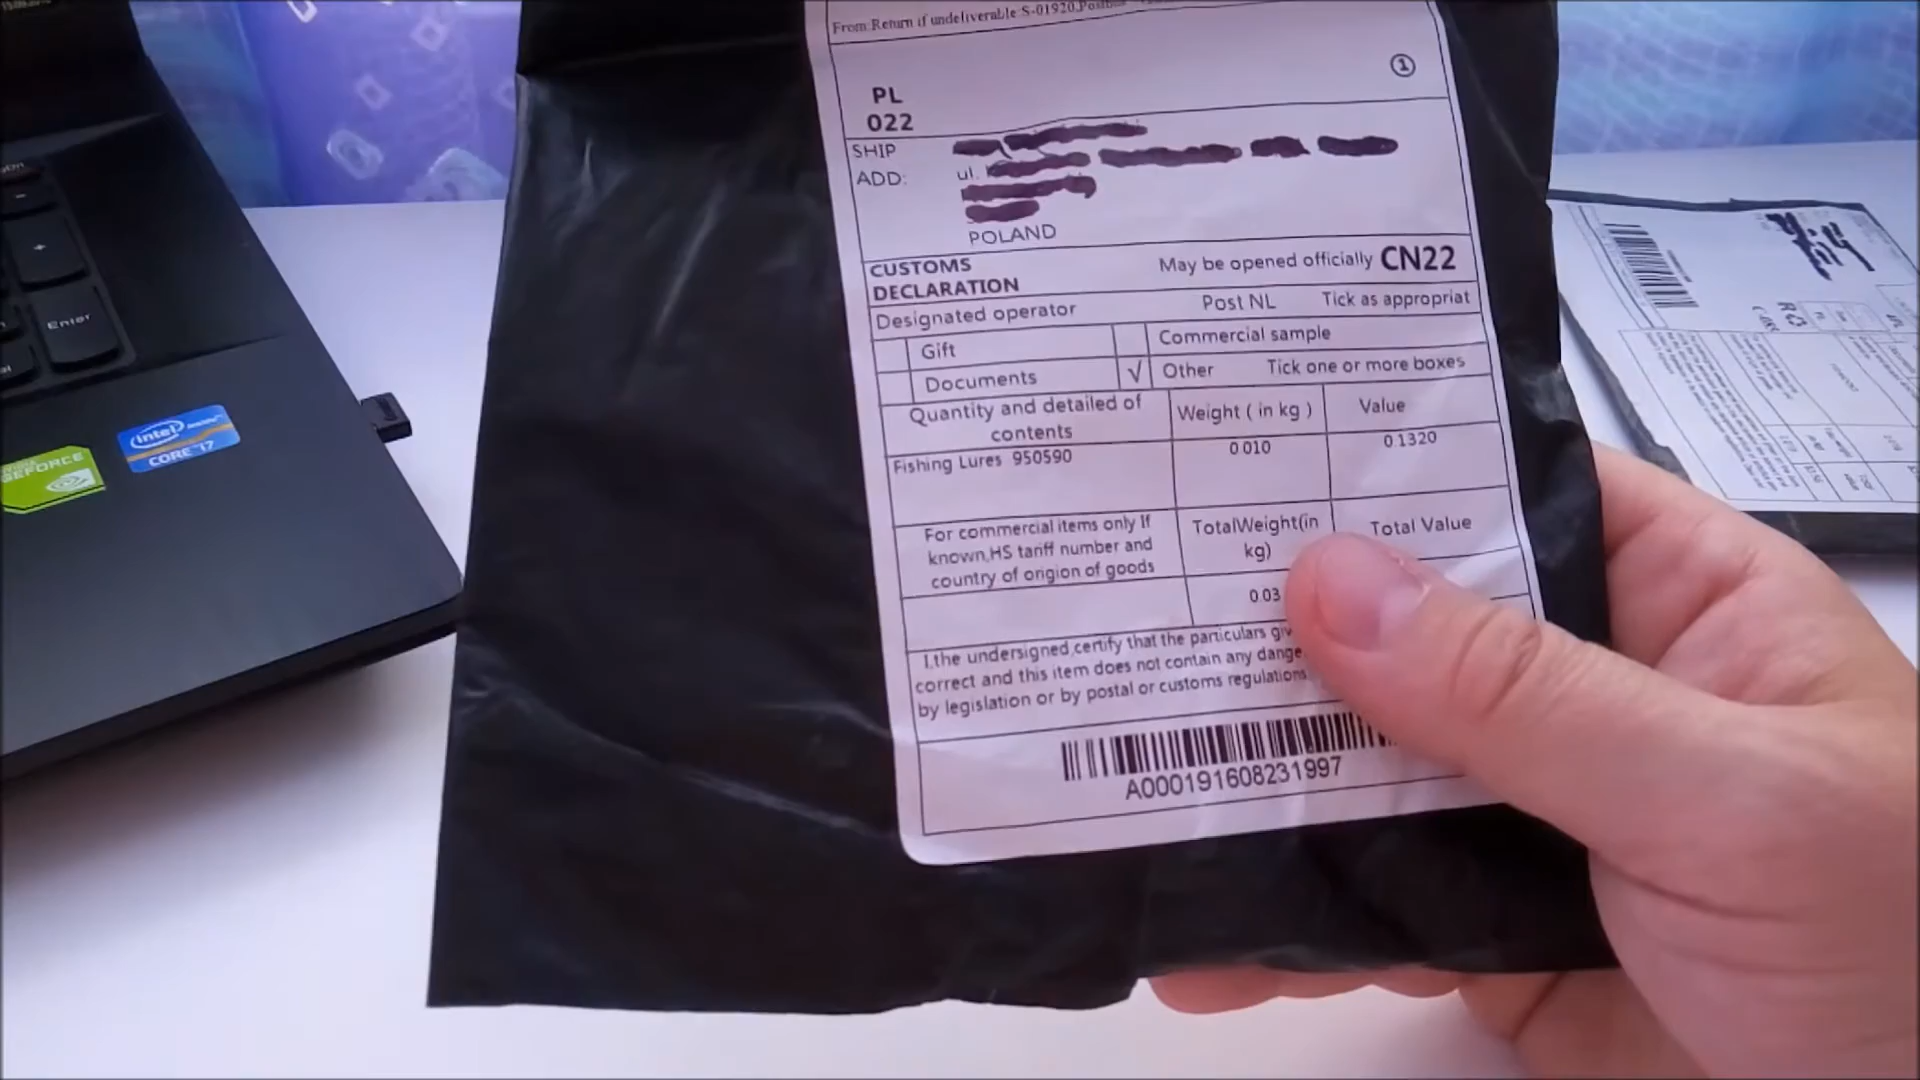 From:Return if undeliverable:S-01920,Postbus
PL
022
①
SHIP
ADD:
ul.
POLAND
CUSTOMS
DECLARATION
May be opened officially CN22
Designated operator Post NL Tick as appropriat
Gift Commercial sample
Documents √ Other Tick one or more boxes
Quantity and detailed of
contents
Weight ( in kg ) Value
Fishing Lures 950590 0 010 0.1320
For commercial items only If
known,HS tariff number and
country of origion of goods
TotalWeight(in
kg)
Total Value
0.03
I,the undersigned,certify that the particulars giv
correct and this item does not contain any dange
by legislation or by postal or customs regulations
A000191608231997
Enter
GEFORCE
intel inside
CORE i7